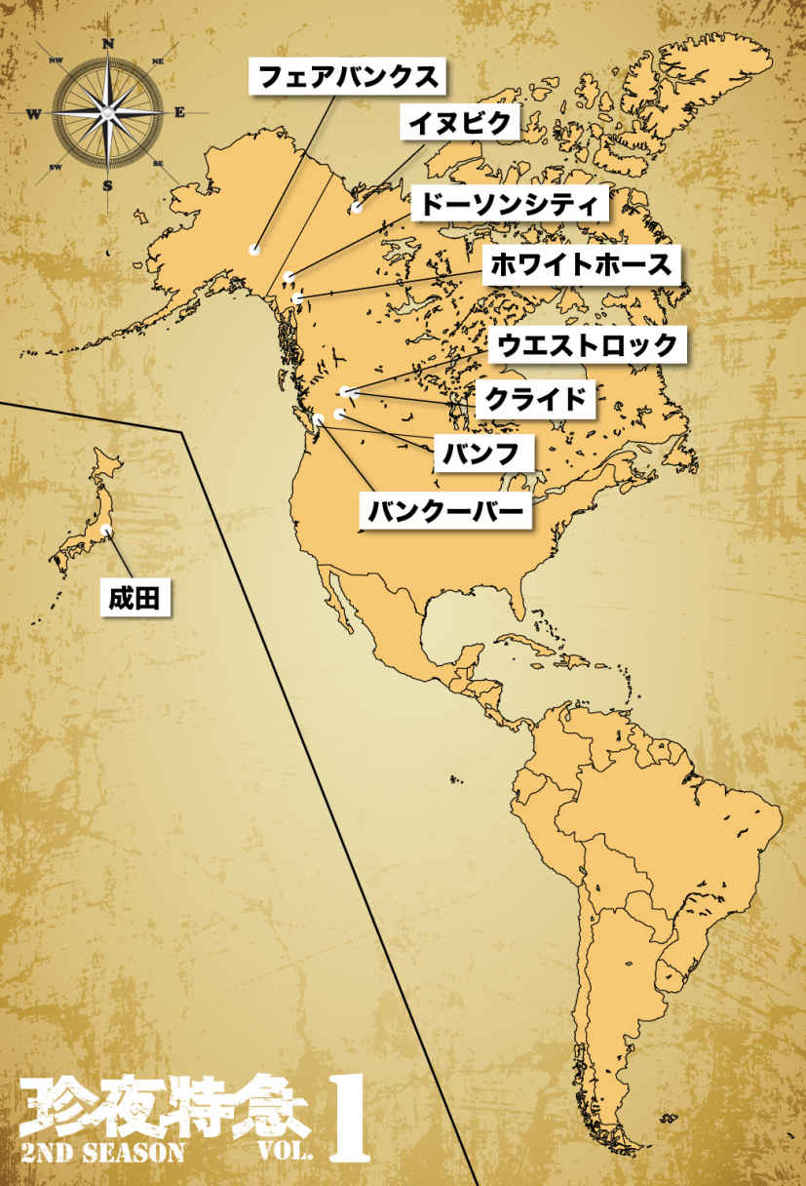 N
NW
NE
W
E
SW
SE
S
フェアバンクス
イヌビク
ドーソンシティ
ホワイトホース
ウエストロック
クライド
バンフ
バンクーバー
成田
珍夜特急 1
2ND SEASON VOL.